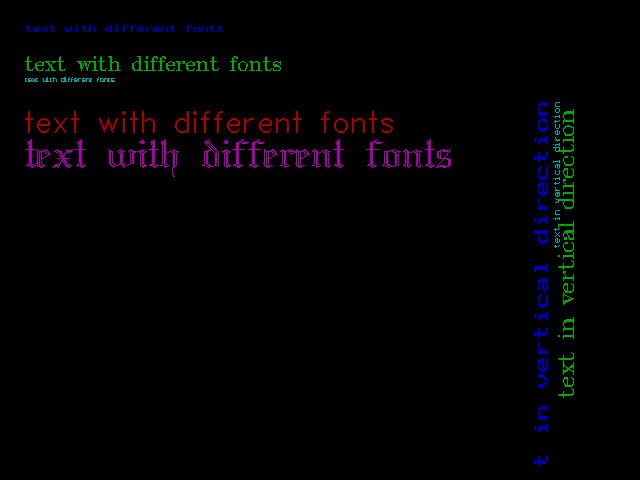 text with different fonts
text with different fonts
text with different fonts
text with different fonts
text with different fonts
t in vertical direction
text in vertical direction
text in vertical direction